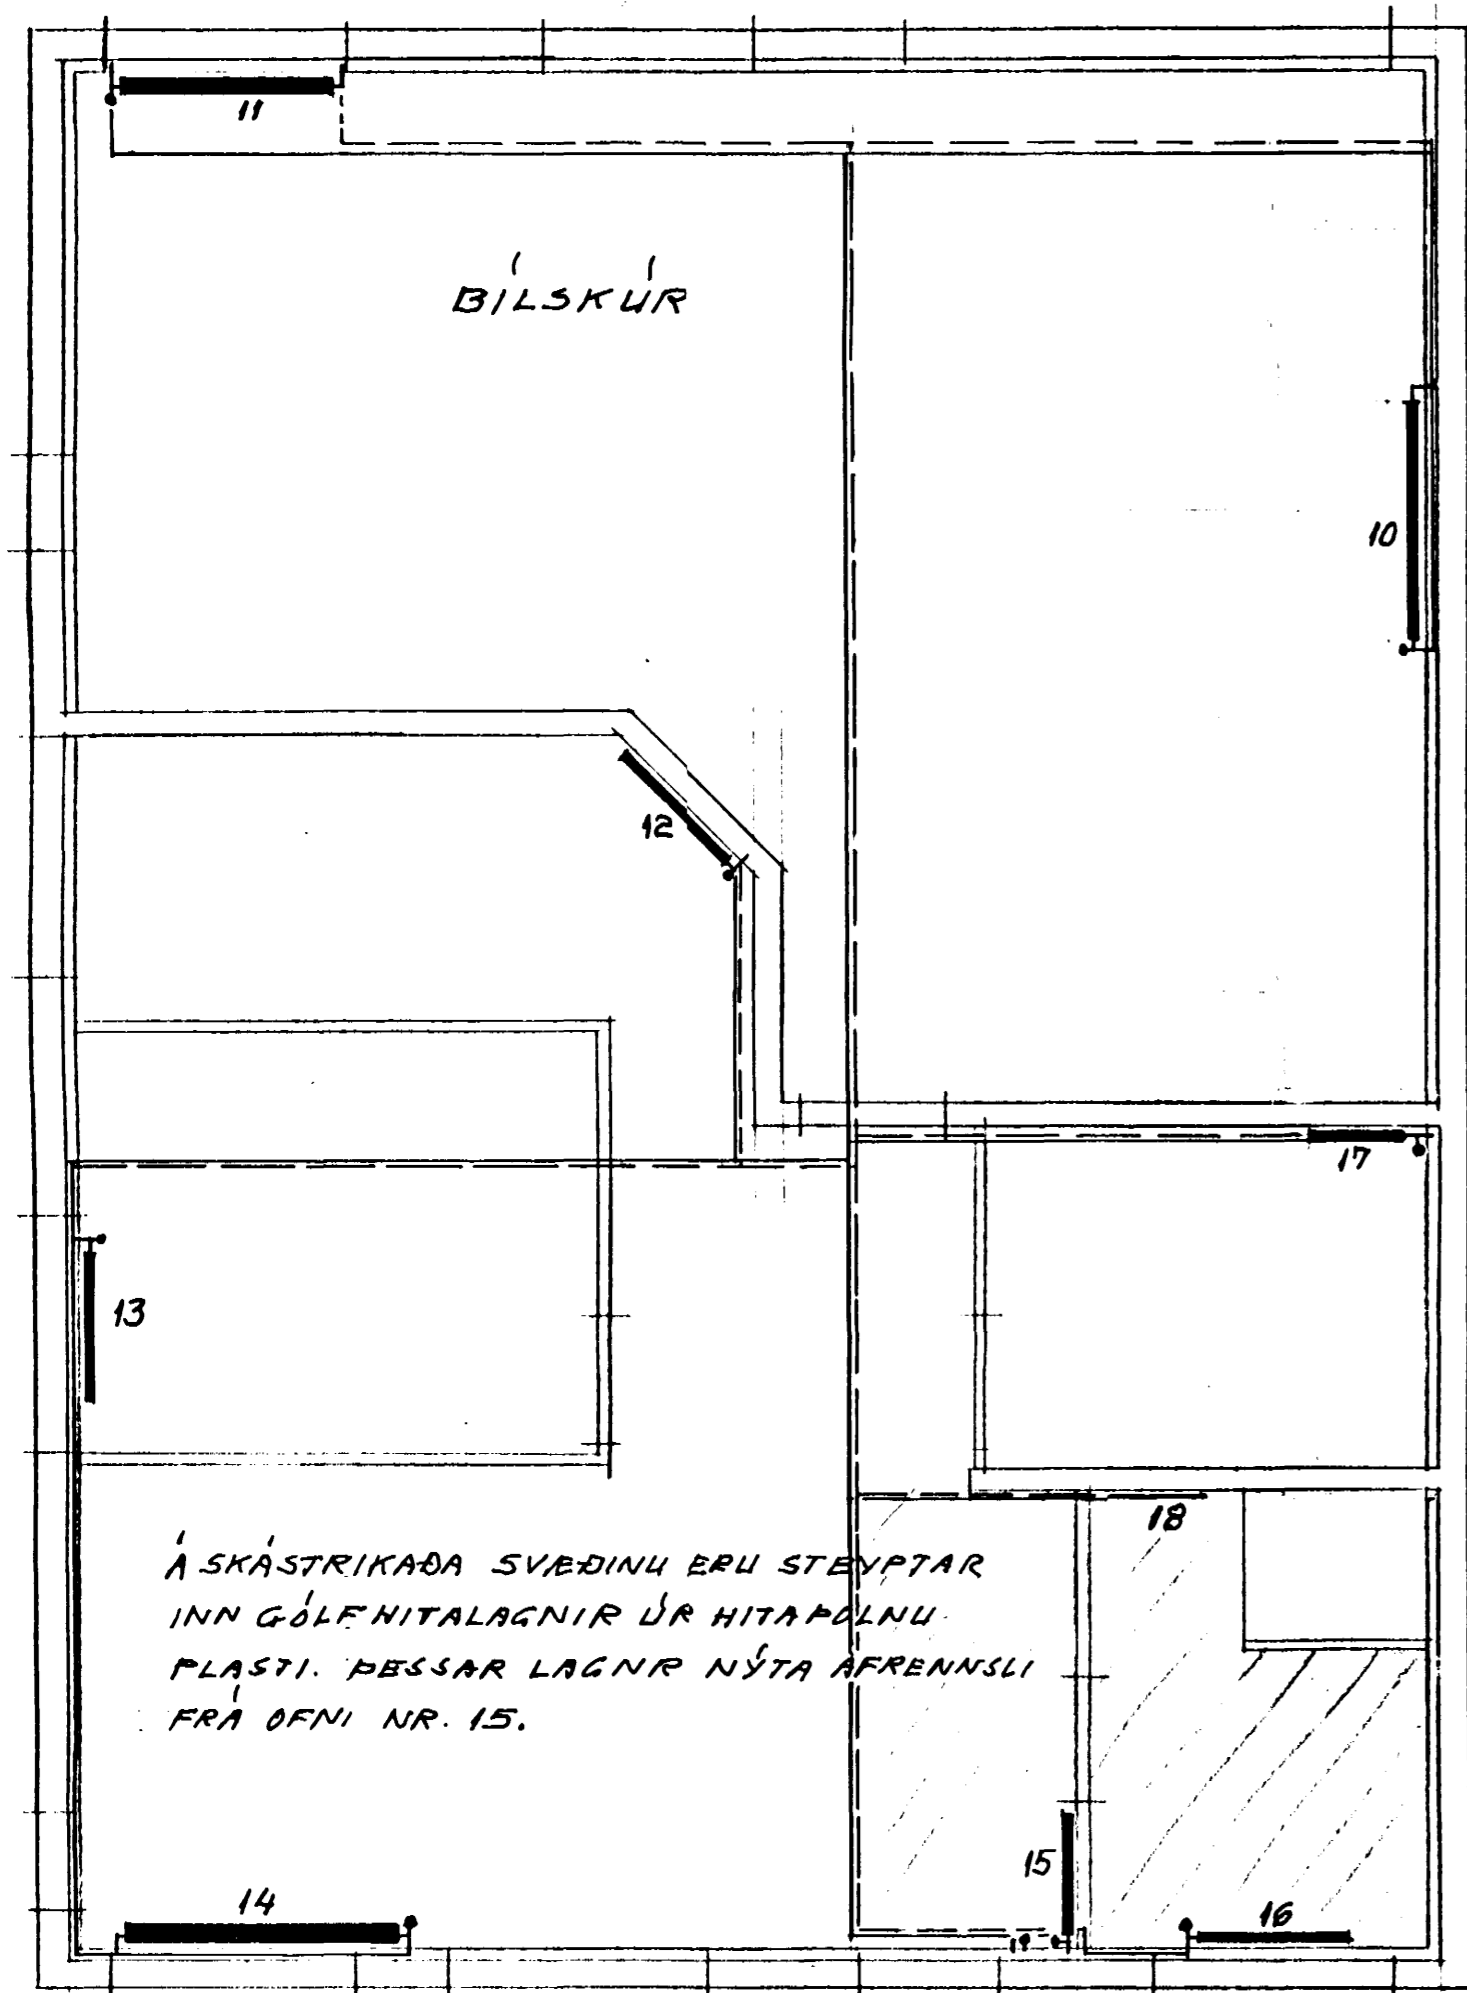 11
BÍLSKÚR
10
12
17
13
18
Á SKÁSTRIKAÐA SVÆÐINU ERU STEYPTAR
INN GÓLFHITALAGNIR ÚR HITAÞOLNU
PLASTI. ÞESSAR LAGNR NÝTA AFRENNSLI
FRÁ OFNI NR. 15.
15
14
16